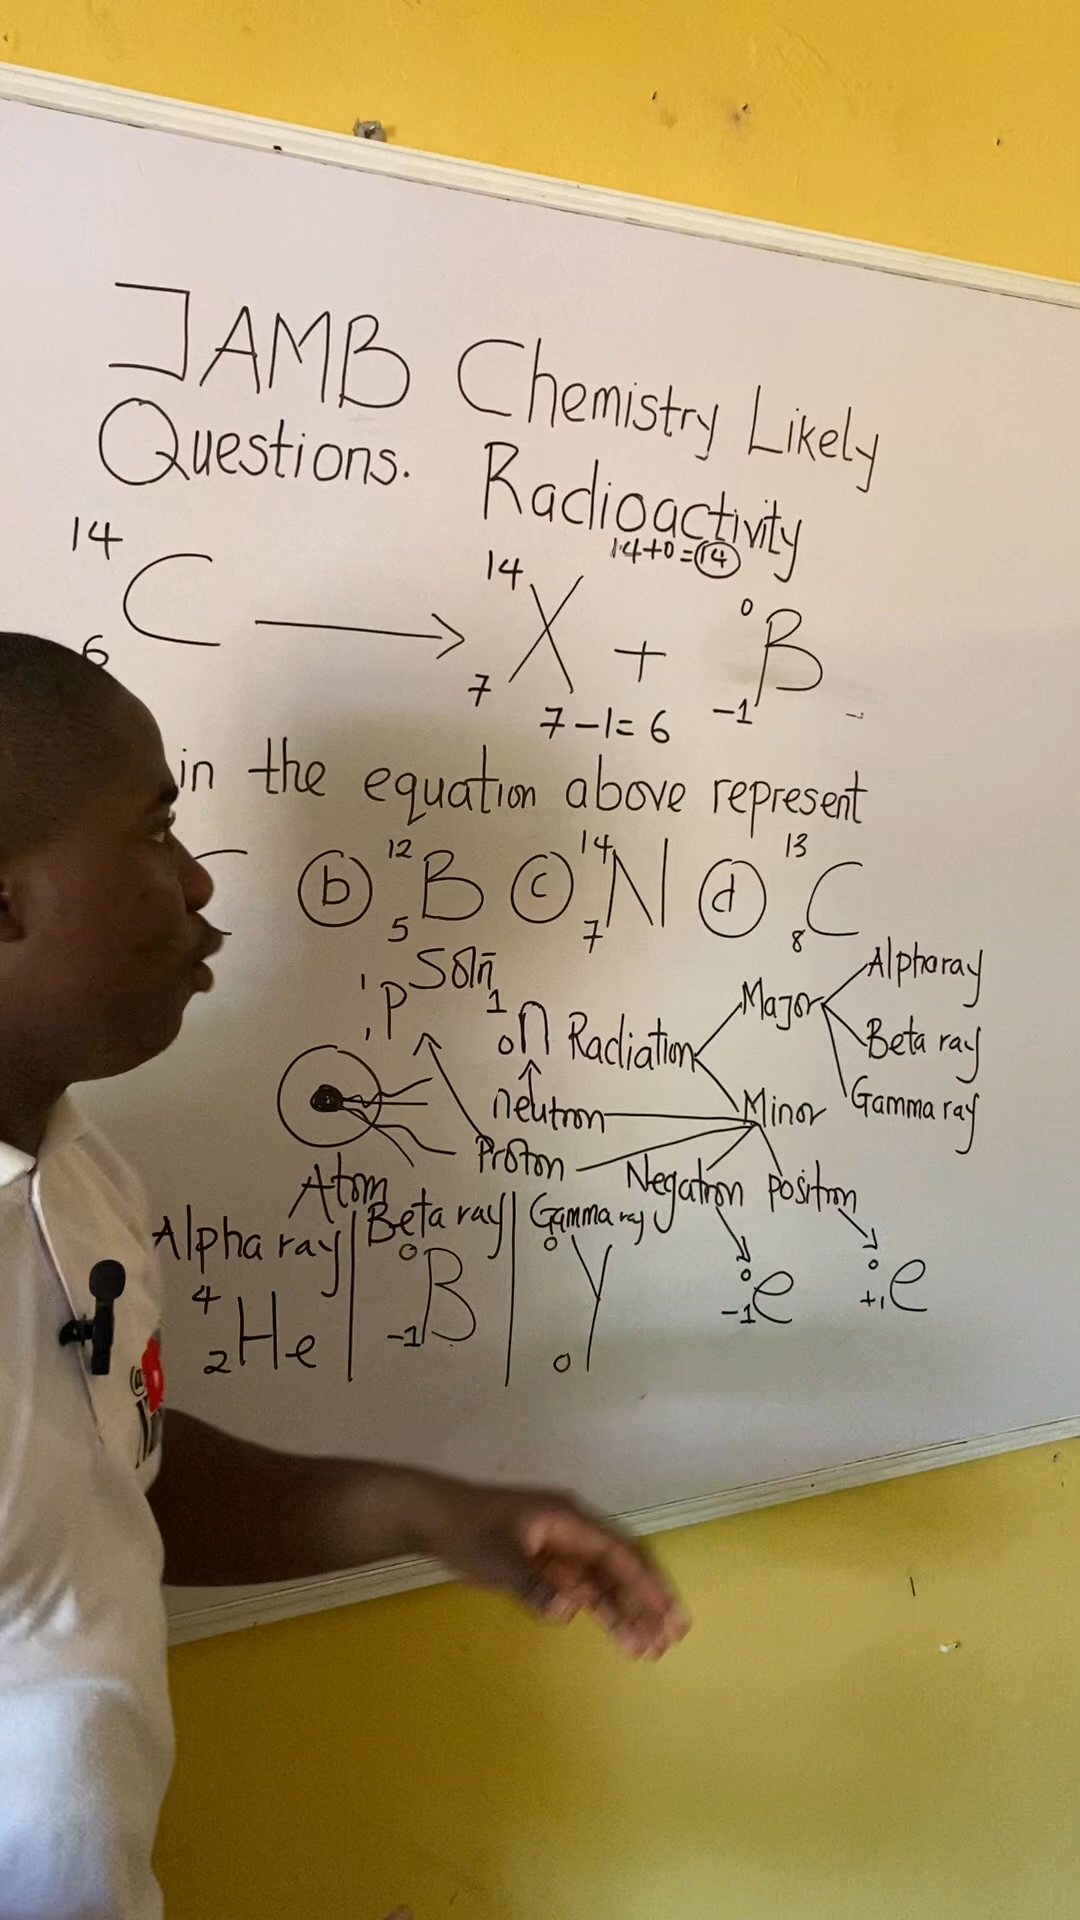 JAMB Chemistry Likely
Questions. Radioactivity
14+0=14
14 6 C → 14 7 X + 0 -1 B
7-1=6
in the equation above represent
C (b) 12 5 B (c) 14 7 N (d) 13 8 C
Soln
1 1 P 1 0 n Radiation Major Alpha ray
Beta ray
Gamma ray
neutron Minor
Proton Negatron Positron
Atom
0 -1 e 0 +1 e
Alpha ray | Beta ray | Gamma ray
4 2 He | 0 -1 B | 0 0 γ